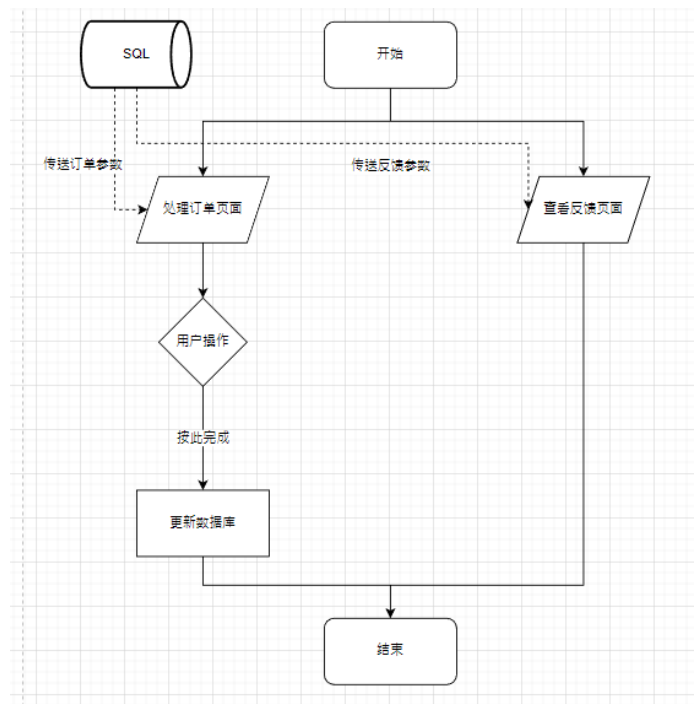 SQL
开始
传送订单参数
传送反馈参数
处理订单页面
查看反馈页面
用户操作
按此完成
更新数据库
结束